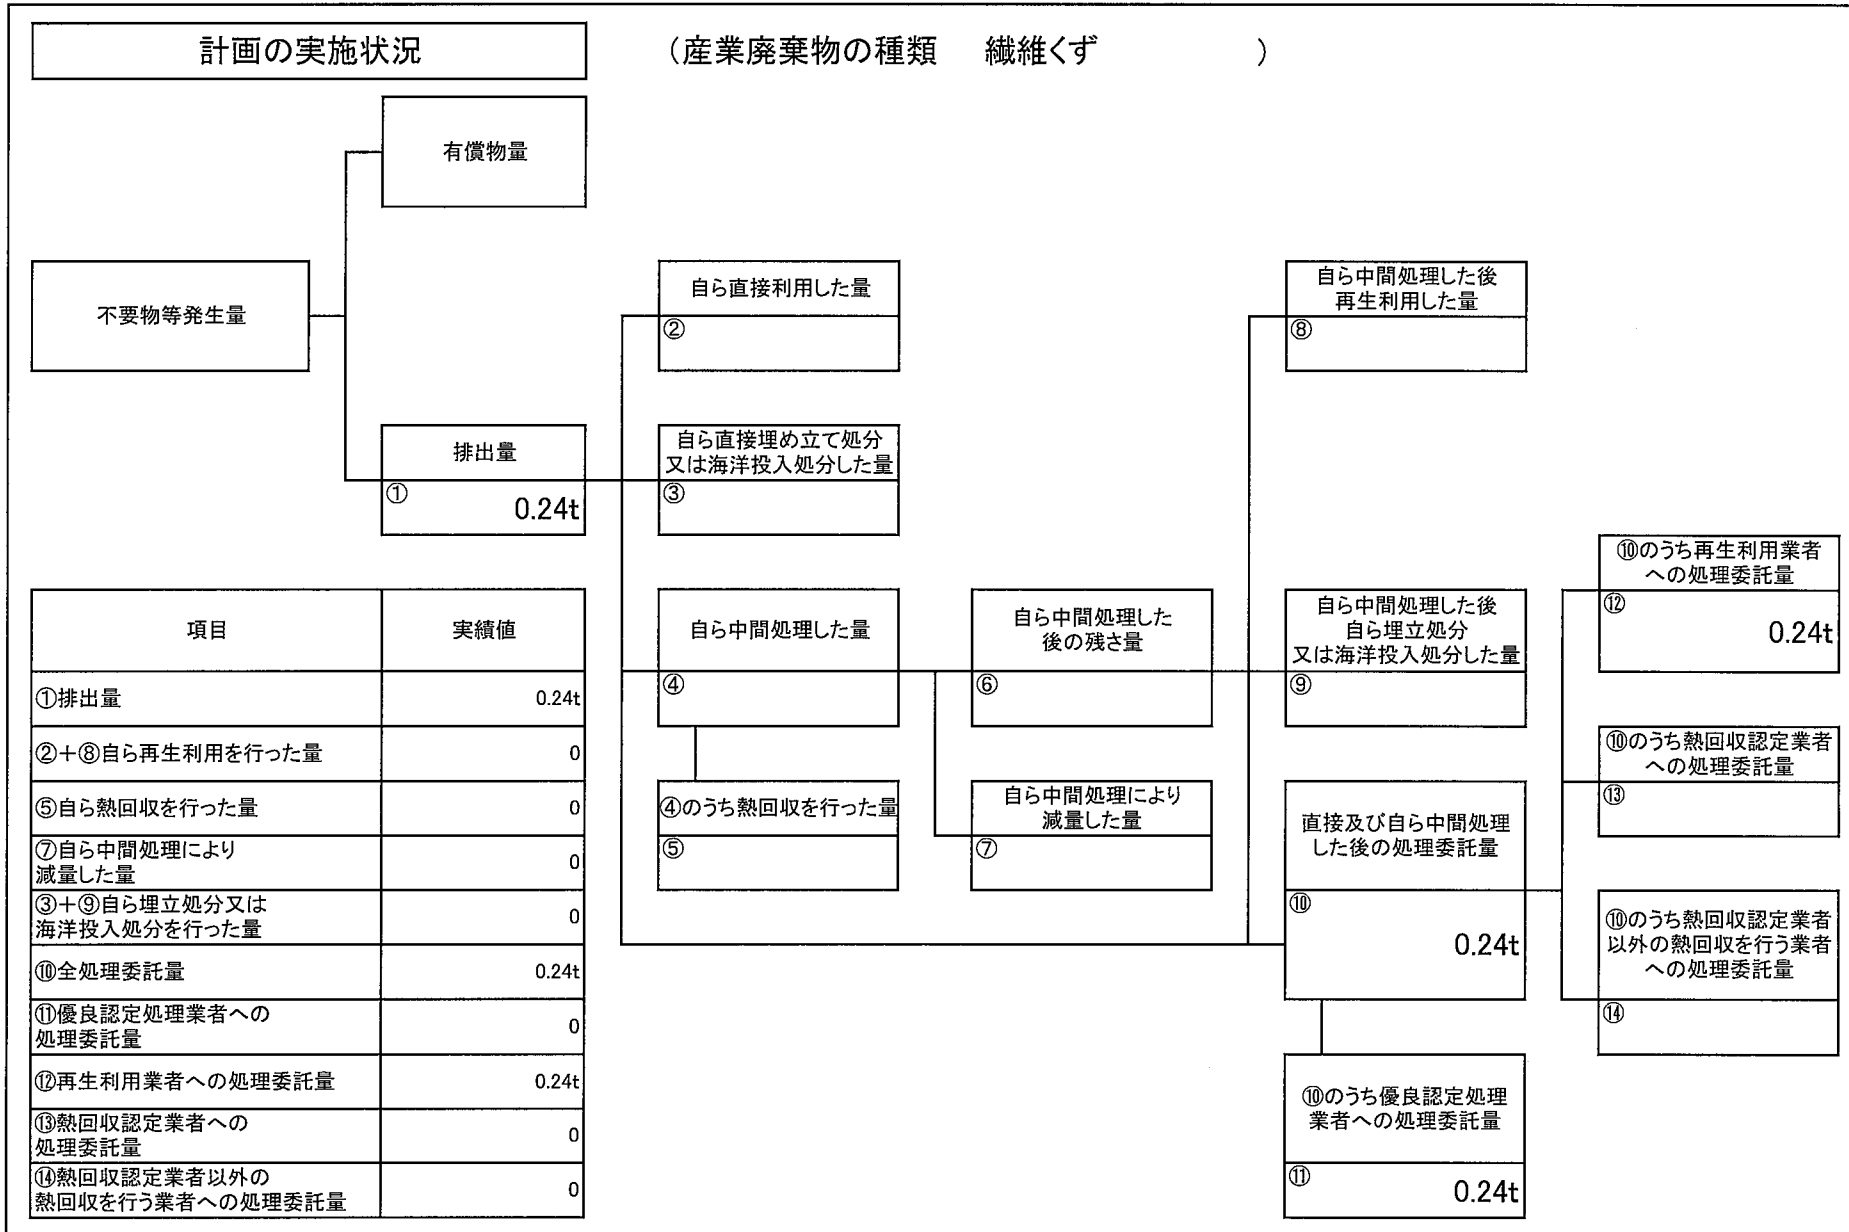 計画の実施状況
（産業廃棄物の種類　繊維くず　）
有償物量
不要物等発生量
排出量
①
0.24t
自ら直接利用した量
②
自ら直接埋め立て処分
又は海洋投入処分した量
③
自ら中間処理した後
再生利用した量
⑧
自ら中間処理した量
④
自ら中間処理した
後の残さ量
⑥
自ら中間処理した後
自ら埋立処分
又は海洋投入処分した量
⑨
④のうち熱回収を行った量
⑤
自ら中間処理により
減量した量
⑦
直接及び自ら中間処理
した後の処理委託量
⑩
0.24t
⑩のうち優良認定処理
業者への処理委託量
⑪
0.24t
⑩のうち再生利用業者
への処理委託量
⑫
0.24t
⑩のうち熱回収認定業者
への処理委託量
⑬
⑩のうち熱回収認定業者
以外の熱回収を行う業者
への処理委託量
⑭
項目　実績値
①排出量　0.24t
②＋⑧自ら再生利用を行った量　0
⑤自ら熱回収を行った量　0
⑦自ら中間処理により
減量した量　0
③＋⑨自ら埋立処分又は
海洋投入処分を行った量　0
⑩全処理委託量　0.24t
⑪優良認定処理業者への
処理委託量　0
⑫再生利用業者への処理委託量　0.24t
⑬熱回収認定業者への
処理委託量　0
⑭熱回収認定業者以外の
熱回収を行う業者への処理委託量　0